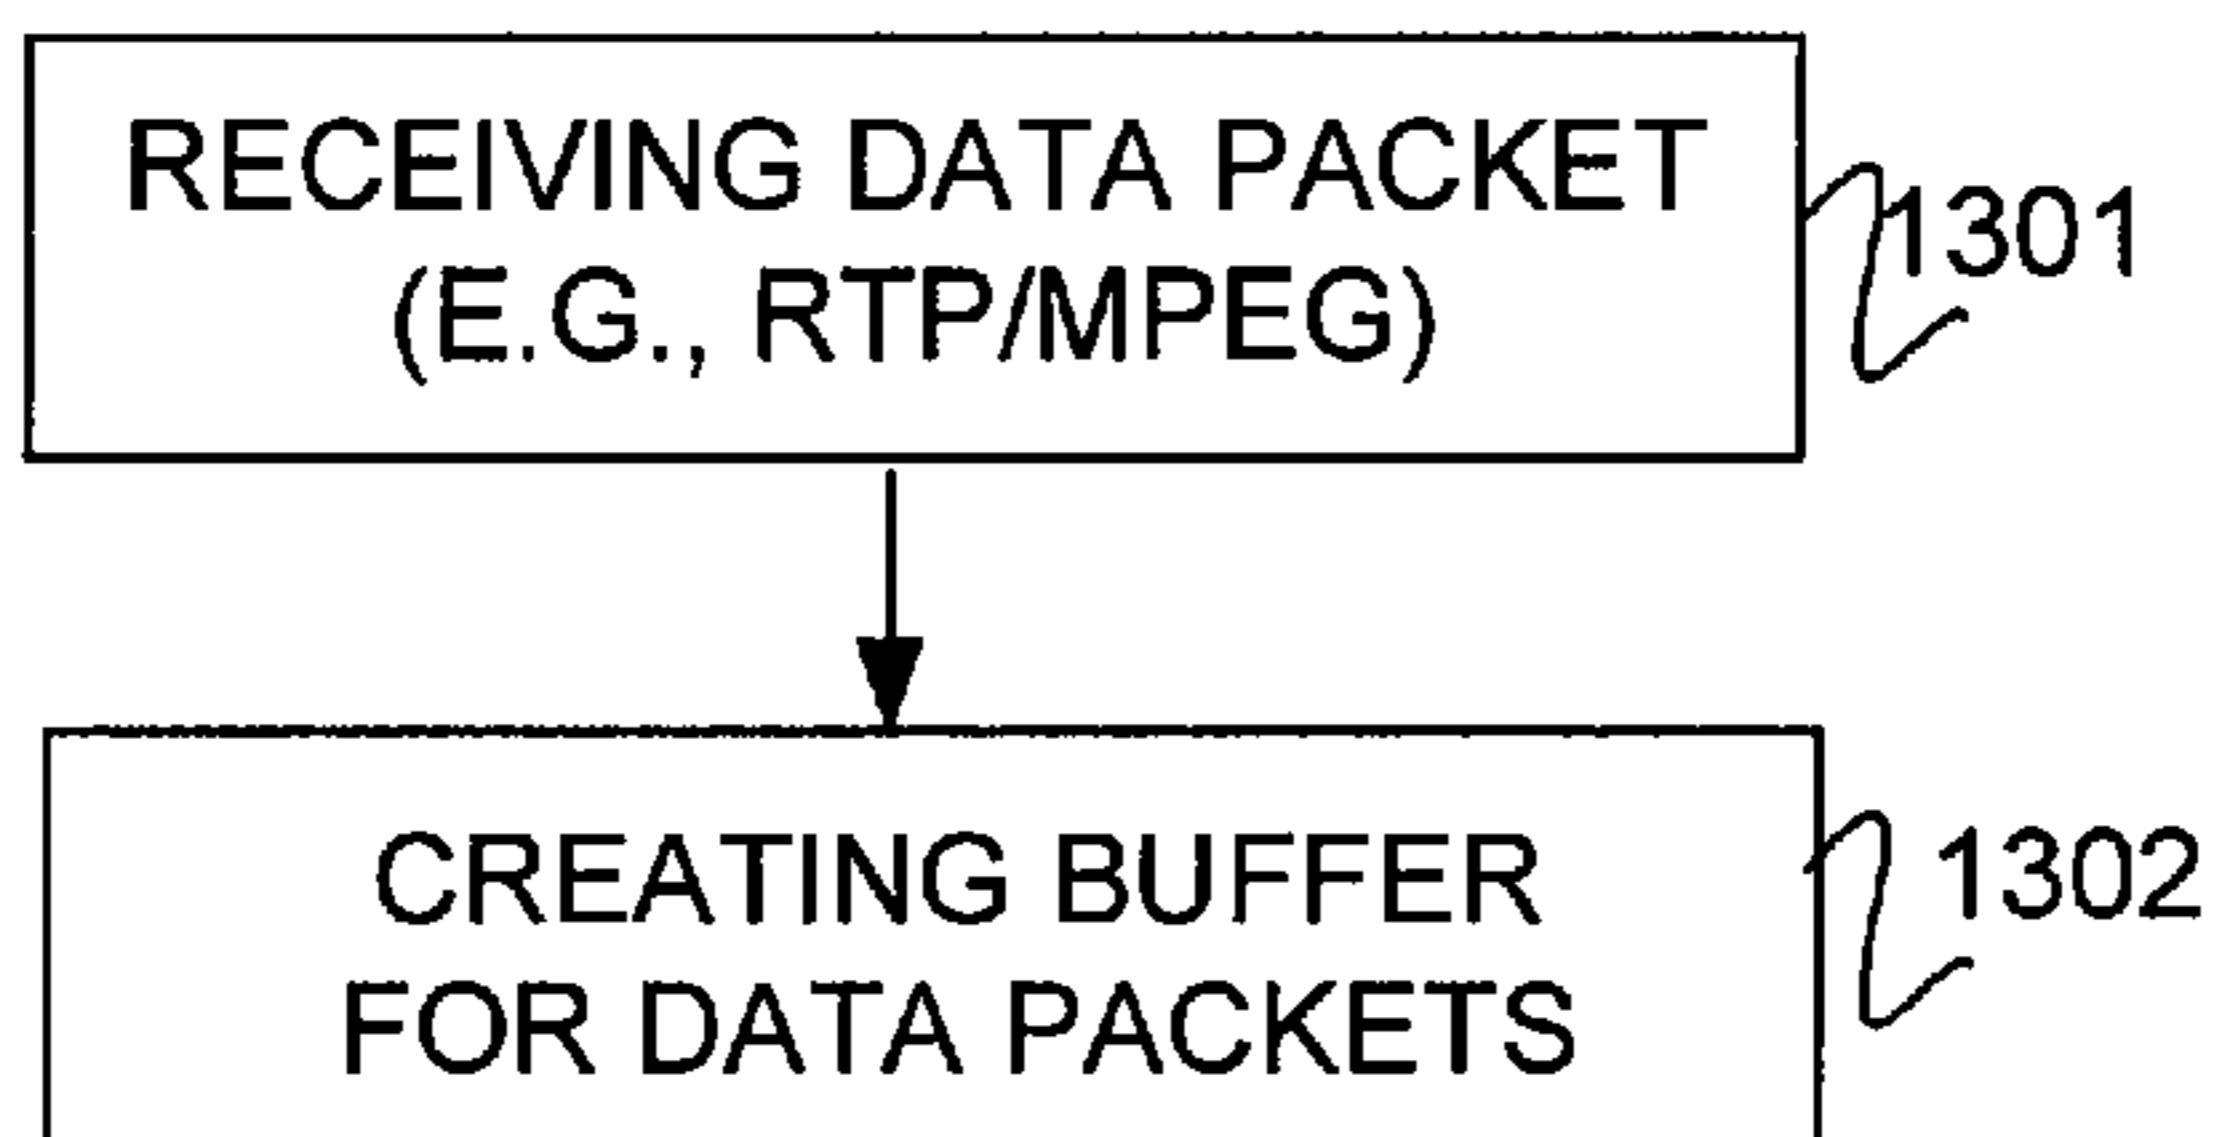 RECEIVING DATA PACKET
(E.G., RTP/MPEG)
1301
CREATING BUFFER
FOR DATA PACKETS
1302